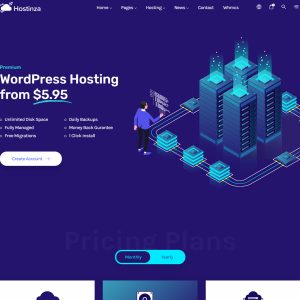 Hostinza
Home Pages Hosting News Contact Whmcs
Premium
WordPress Hosting
from $5.95
Unlimited Disk Space Daily Backups
Fully Managed Money Back Gurantee
Free Migrations 1 Click install
Create Account
Pricing Plans
Monthly Yearly